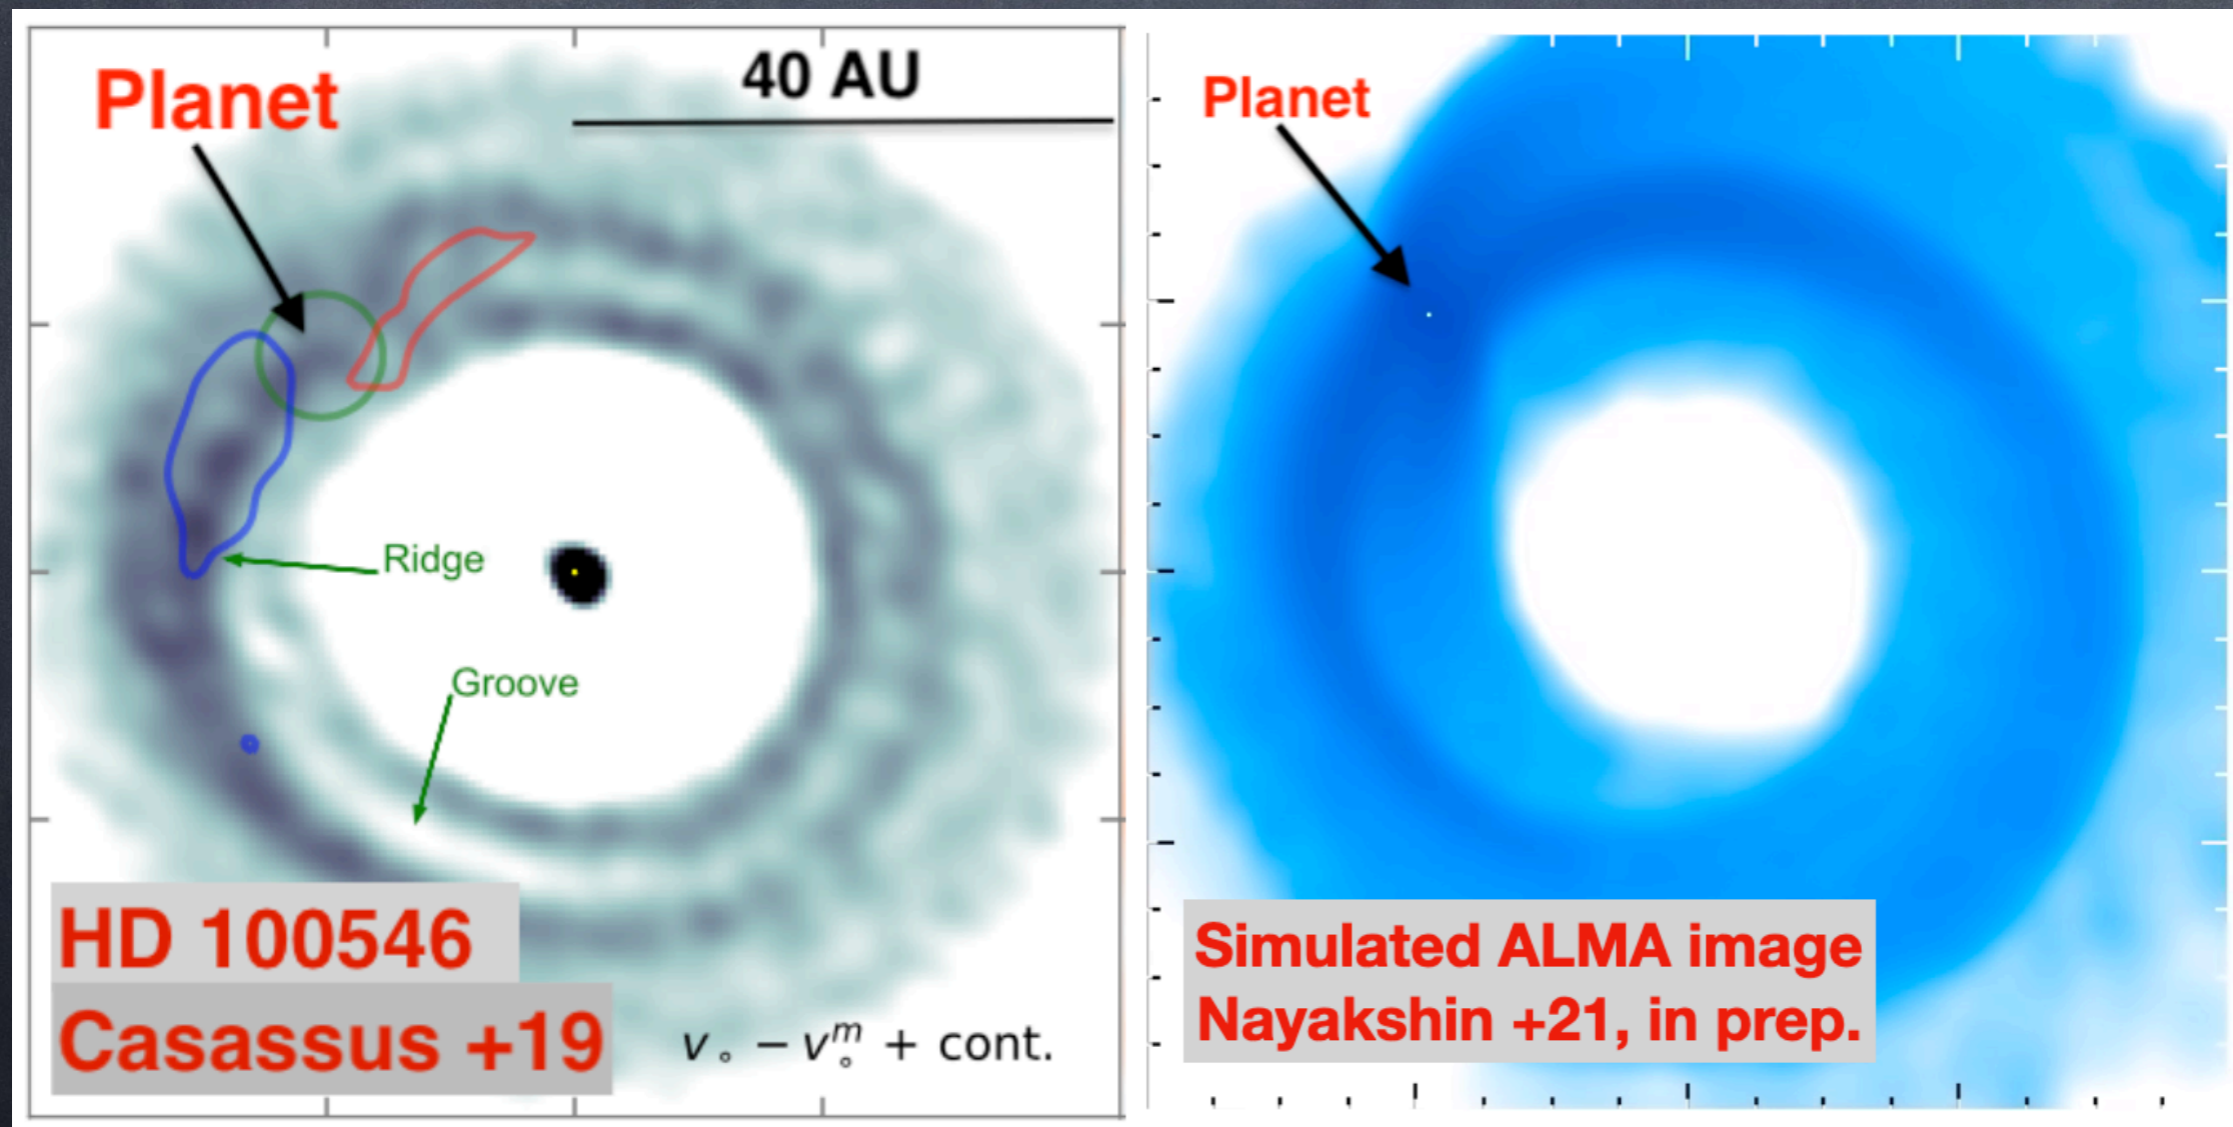 Planet
40 AU
Ridge
Groove
HD 100546
Casassus +19
v∘ − v∘ᵐ + cont.
Planet
Simulated ALMA image
Nayakshin +21, in prep.